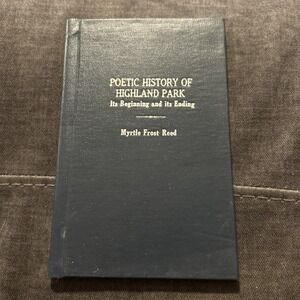 POETIC HISTORY OF
HIGHLAND PARK
Its Beginning and its Ending
Myrtle Frost Reed